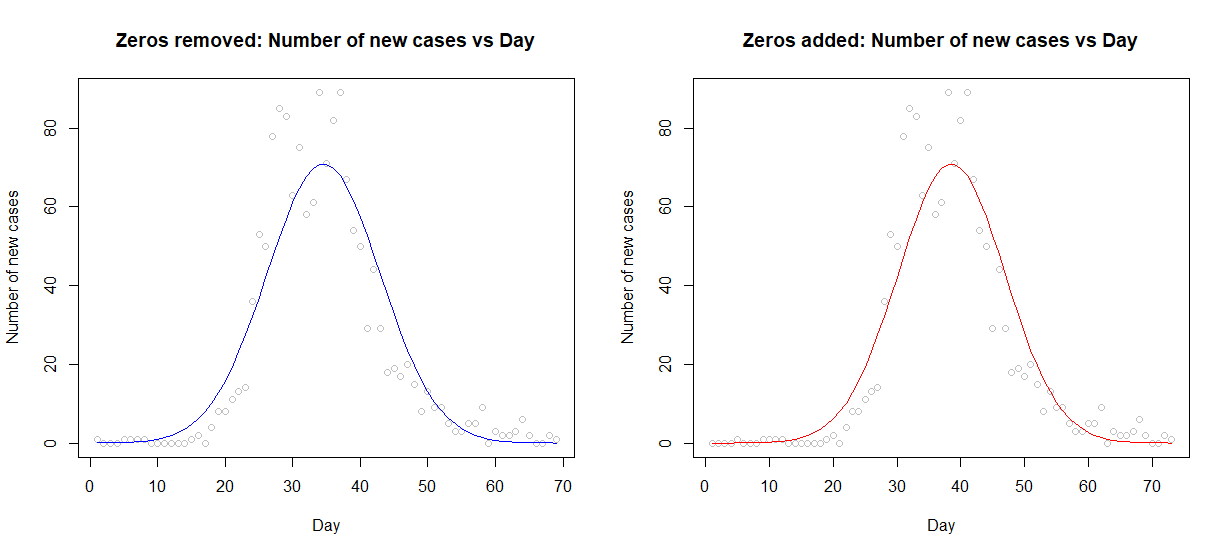 Zeros removed: Number of new cases vs Day
Number of new cases
80
60
40
20
0
0 10 20 30 40 50 60 70
Day
Zeros added: Number of new cases vs Day
Number of new cases
80
60
40
20
0
0 10 20 30 40 50 60 70
Day